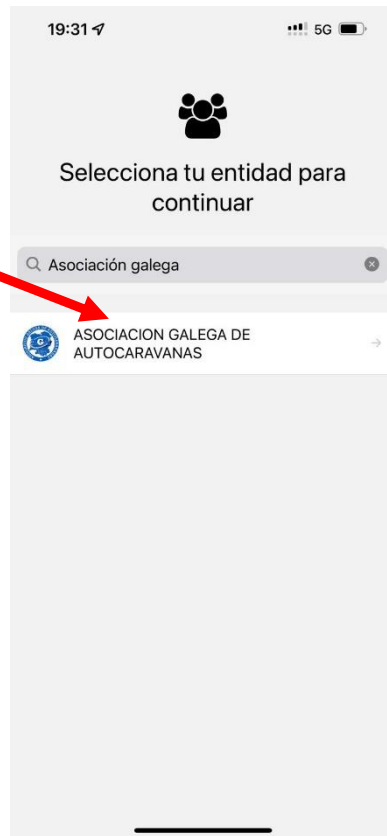 19:31
5G
Selecciona tu entidad para
continuar
Asociación galega
ASOCIACION GALEGA DE
AUTOCARAVANAS